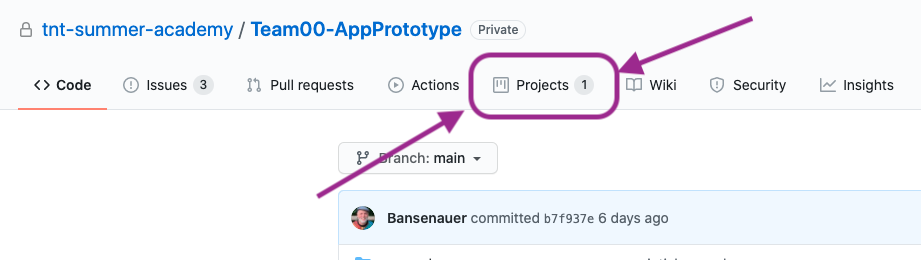 tnt-summer-academy / Team00-AppPrototype Private
Code Issues 3 Pull requests Actions Projects 1 Wiki Security Insights
Branch: main
Bansenauer committed b7f937e 6 days ago